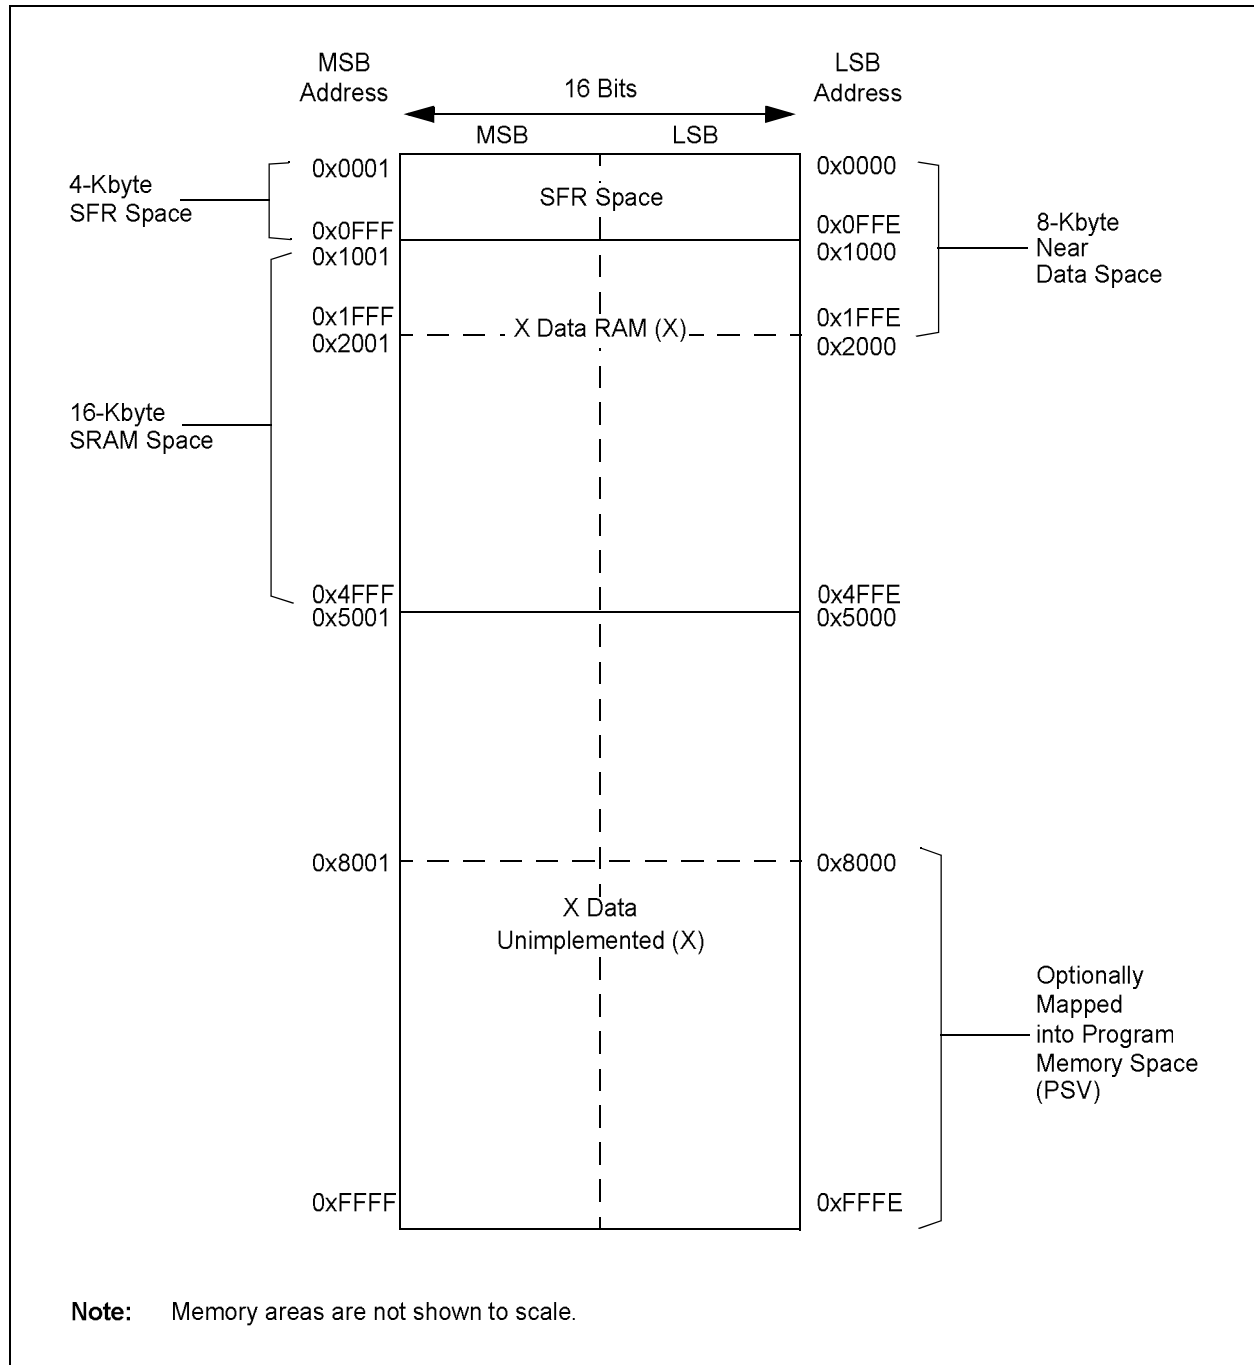 MSB
Address
LSB
Address
16 Bits
MSB
LSB
0x0001
0x0000
4-Kbyte
SFR Space
SFR Space
0x0FFF
0x0FFE
0x1001
0x1000
8-Kbyte
Near
Data Space
0x1FFF
0x1FFE
X Data RAM (X)
0x2001
0x2000
16-Kbyte
SRAM Space
0x4FFF
0x4FFE
0x5001
0x5000
0x8001
0x8000
X Data
Unimplemented (X)
Optionally
Mapped
into Program
Memory Space
(PSV)
0xFFFF
0xFFFE
Note: Memory areas are not shown to scale.